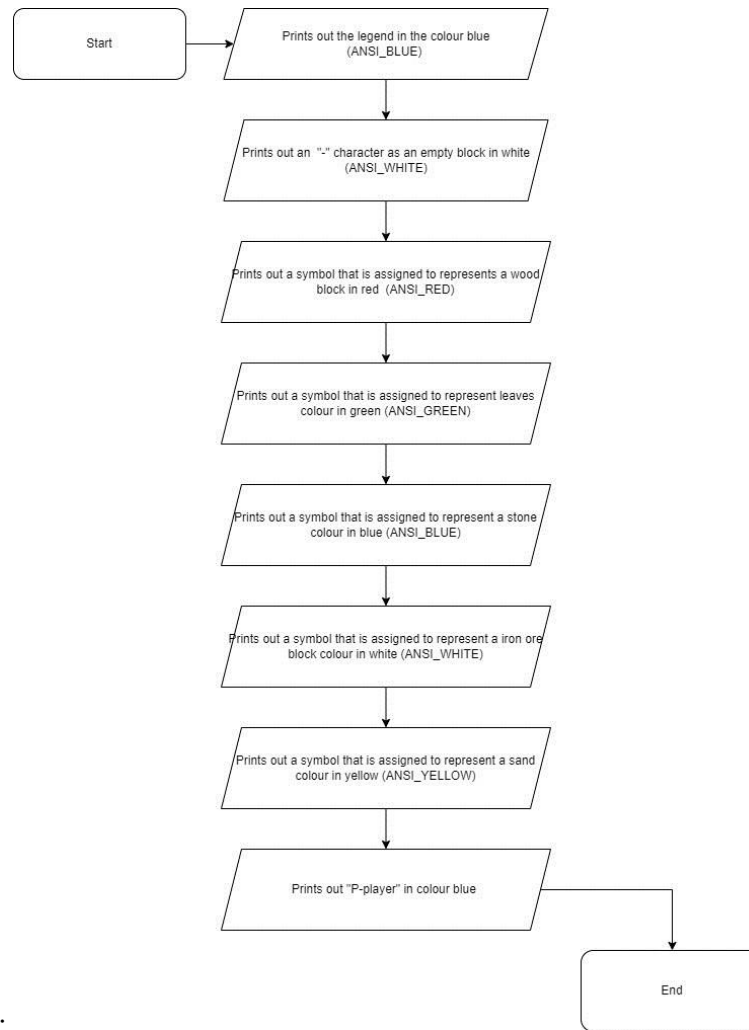 Start
Prints out the legend in the colour blue
(ANSI_BLUE)
Prints out an "-" character as an empty block in white
(ANSI_WHITE)
Prints out a symbol that is assigned to represents a wood
block in red (ANSI_RED)
Prints out a symbol that is assigned to represent leaves
colour in green (ANSI_GREEN)
Prints out a symbol that is assigned to represent a stone
colour in blue (ANSI_BLUE)
Prints out a symbol that is assigned to represent a iron ore
block colour in white (ANSI_WHITE)
Prints out a symbol that is assigned to represent a sand
colour in yellow (ANSI_YELLOW)
Prints out "P-player" in colour blue
End
.